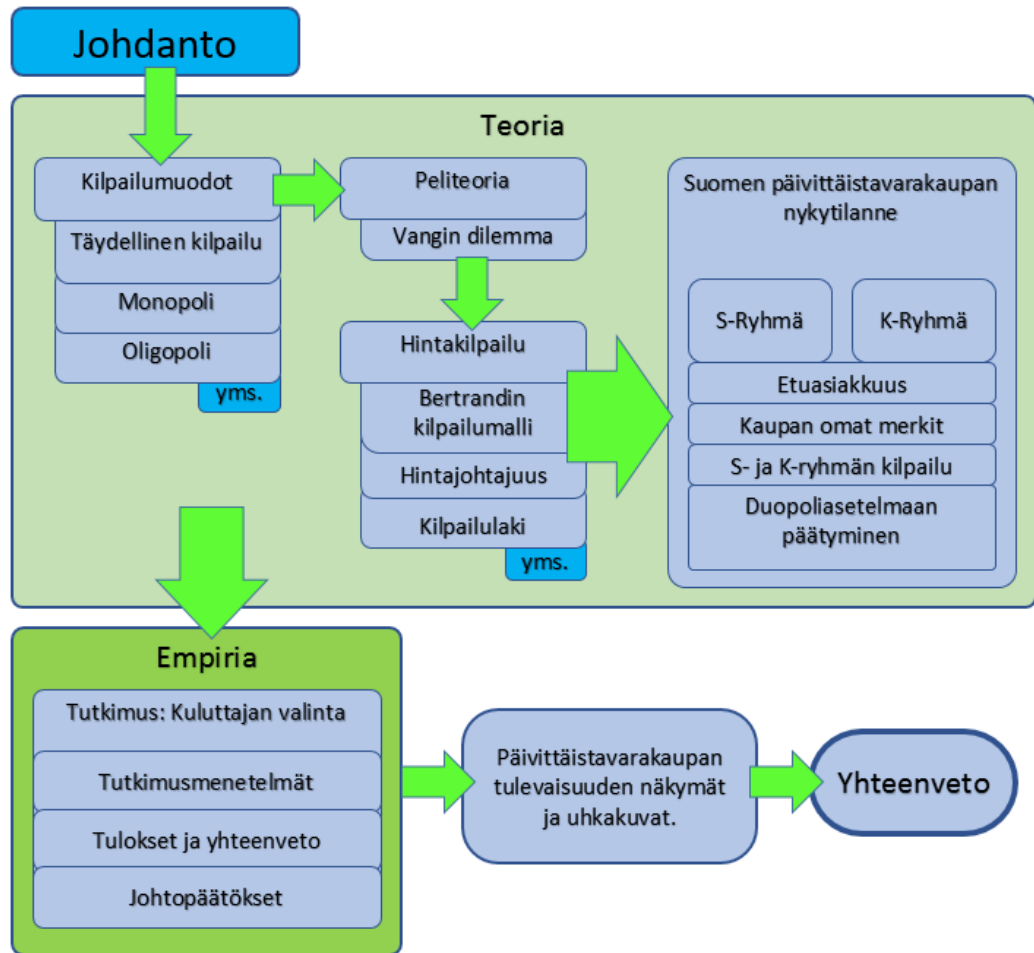 Johdanto
Teoria
Kilpailumuodot
Täydellinen kilpailu
Monopoli
Oligopoli
yms.
Peliteoria
Vangin dilemma
Hintakilpailu
Bertrandin
kilpailumalli
Hintajohtajuus
Kilpailulaki
yms.
Suomen päivittäistavarakaupan
nykytilanne
S-Ryhmä
K-Ryhmä
Etuasiakkuus
Kaupan omat merkit
S- ja K-ryhmän kilpailu
Duopoliasetelmaan
päätyminen
Empiria
Tutkimus: Kuluttajan valinta
Tutkimusmenetelmät
Tulokset ja yhteenveto
Johtopäätökset
Päivittäistavarakaupan
tulevaisuuden näkymät
ja uhkakuvat.
Yhteenveto